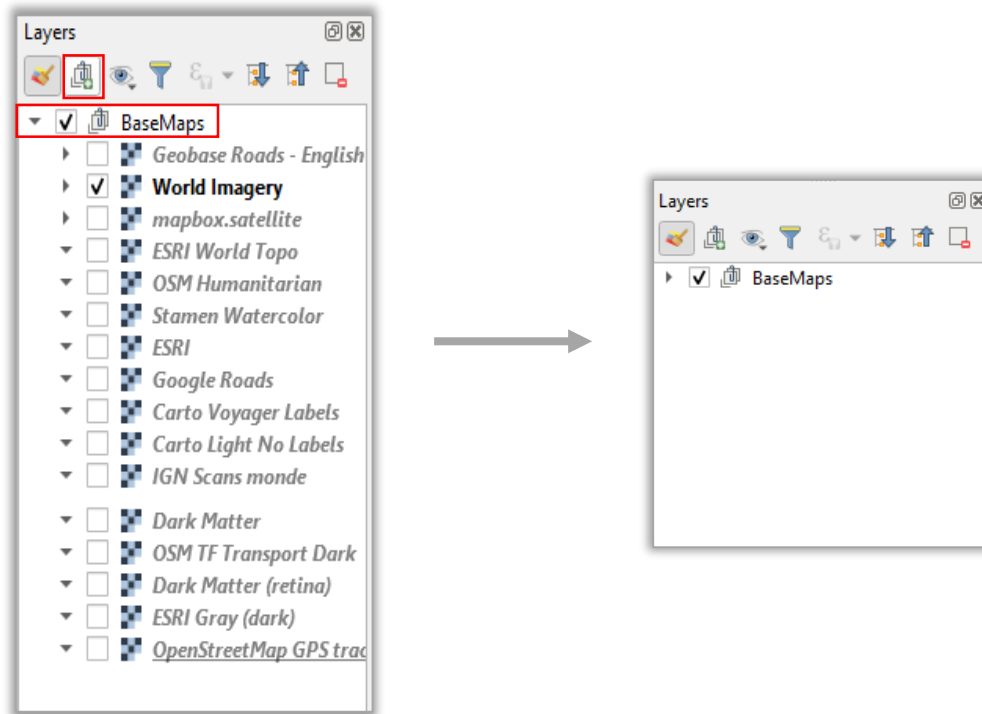 Layers
BaseMaps
Geobase Roads - English
World Imagery
mapbox.satellite
ESRI World Topo
OSM Humanitarian
Stamen Watercolor
ESRI
Google Roads
Carto Voyager Labels
Carto Light No Labels
IGN Scans monde
Dark Matter
OSM TF Transport Dark
Dark Matter (retina)
ESRI Gray (dark)
OpenStreetMap GPS trac
Layers
BaseMaps